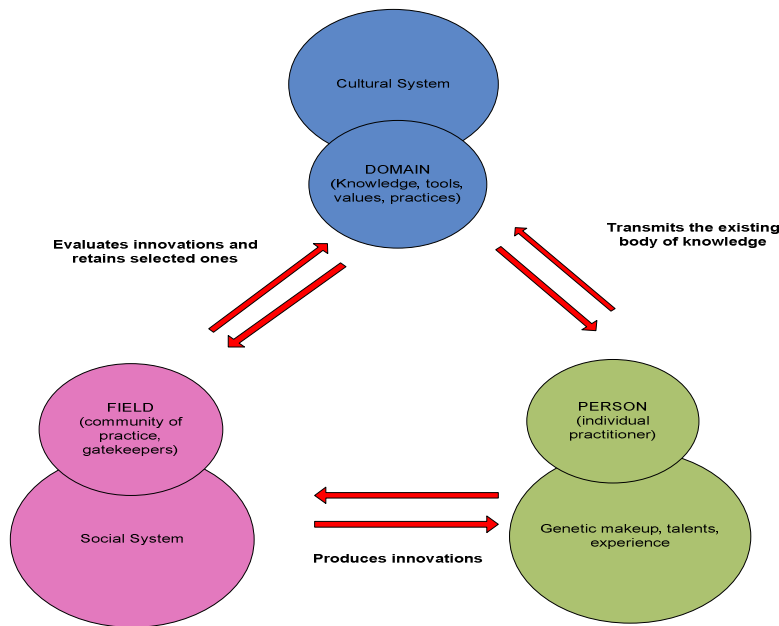 Cultural System
DOMAIN
(Knowledge, tools,
values, practices)
Transmits the existing
body of knowledge
Evaluates innovations and
retains selected ones
FIELD
(community of
practice,
gatekeepers)
PERSON
(individual
practitioner)
Social System
Genetic makeup, talents,
experience
Produces innovations